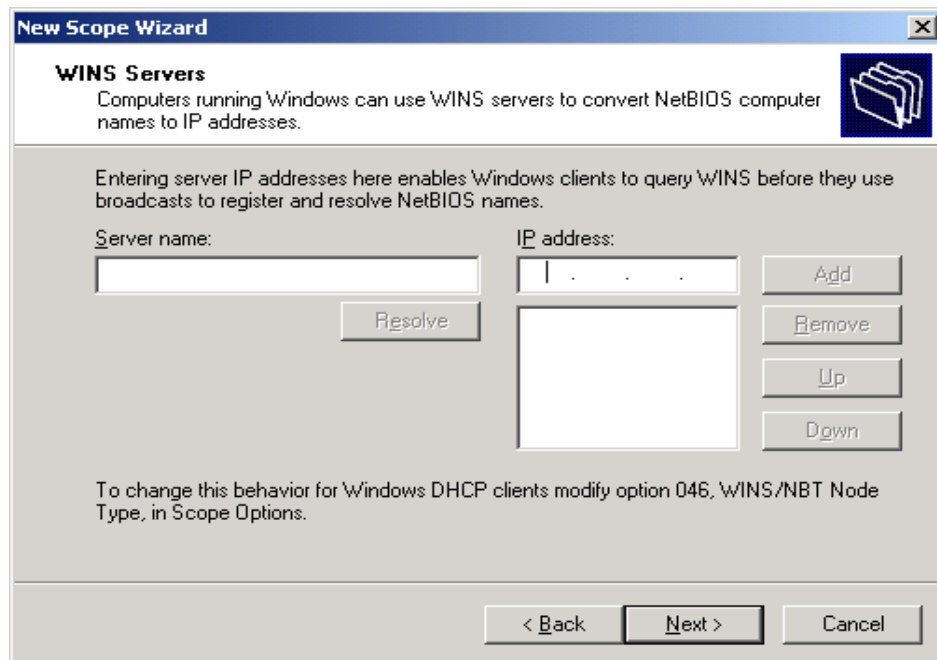 New Scope Wizard
WINS Servers
Computers running Windows can use WINS servers to convert NetBIOS computer
names to IP addresses.
Entering server IP addresses here enables Windows clients to query WINS before they use
broadcasts to register and resolve NetBIOS names.
Server name:
IP address:
. . .
Add
Resolve
Remove
Up
Down
To change this behavior for Windows DHCP clients modify option 046, WINS/NBT Node
Type, in Scope Options.
< Back
Next >
Cancel